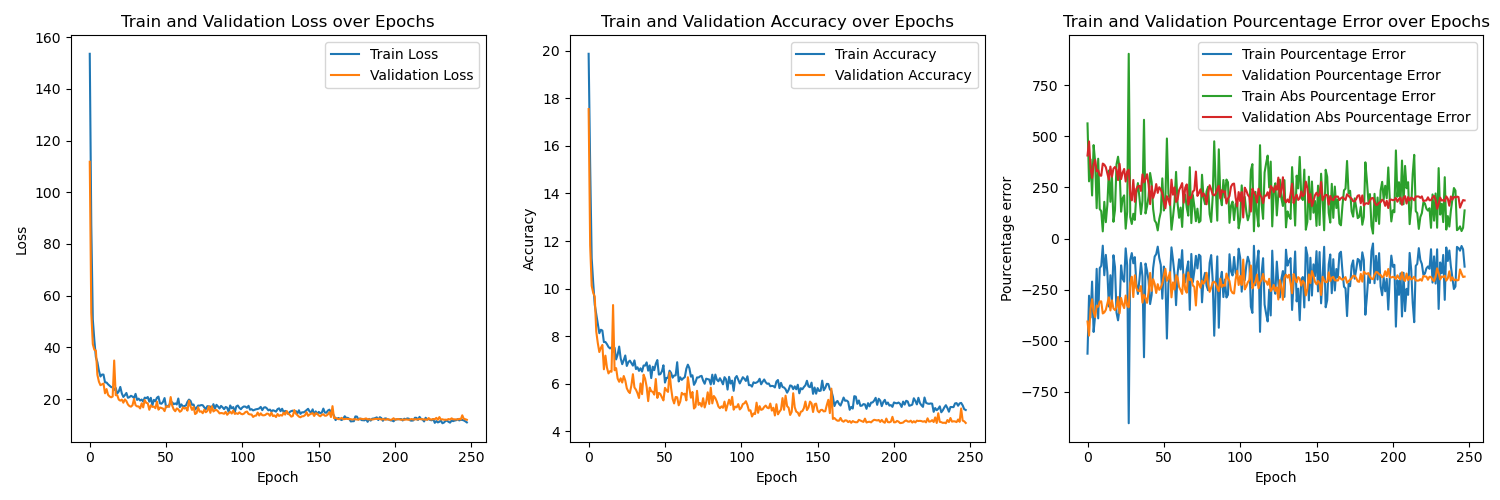 Train and Validation Loss over Epochs
160
140
120
100
80
60
40
20
0
50
100
150
200
250
Loss
Epoch
Train Loss
Validation Loss
Train and Validation Accuracy over Epochs
20
18
16
14
12
10
8
6
4
0
50
100
150
200
250
Accuracy
Epoch
Train Accuracy
Validation Accuracy
Train and Validation Pourcentage Error over Epochs
750
500
250
0
−250
−500
−750
0
50
100
150
200
250
Pourcentage error
Epoch
Train Pourcentage Error
Validation Pourcentage Error
Train Abs Pourcentage Error
Validation Abs Pourcentage Error